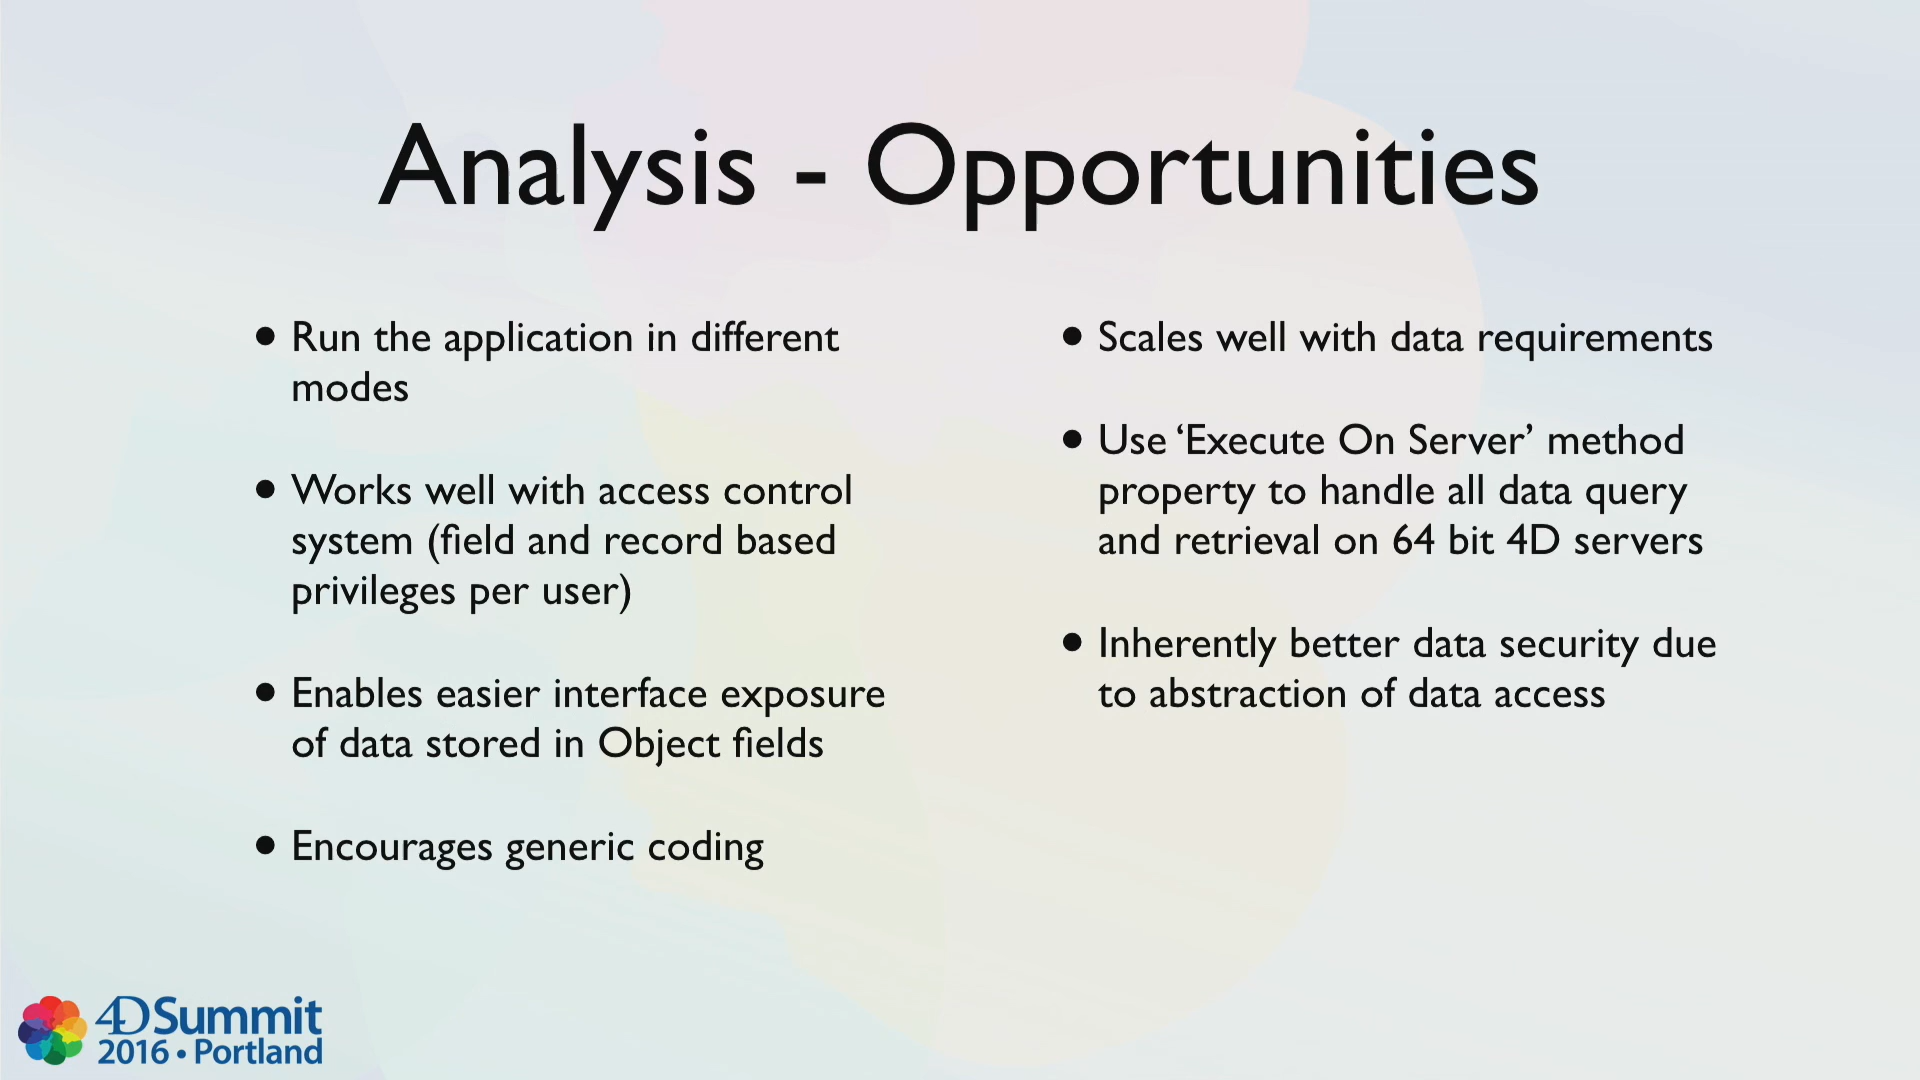 Analysis - Opportunities
• Run the application in different
modes
• Works well with access control
system (field and record based
privileges per user)
• Enables easier interface exposure
of data stored in Object fields
• Encourages generic coding
• Scales well with data requirements
• Use ‘Execute On Server’ method
property to handle all data query
and retrieval on 64 bit 4D servers
• Inherently better data security due
to abstraction of data access
4D Summit
2016 • Portland